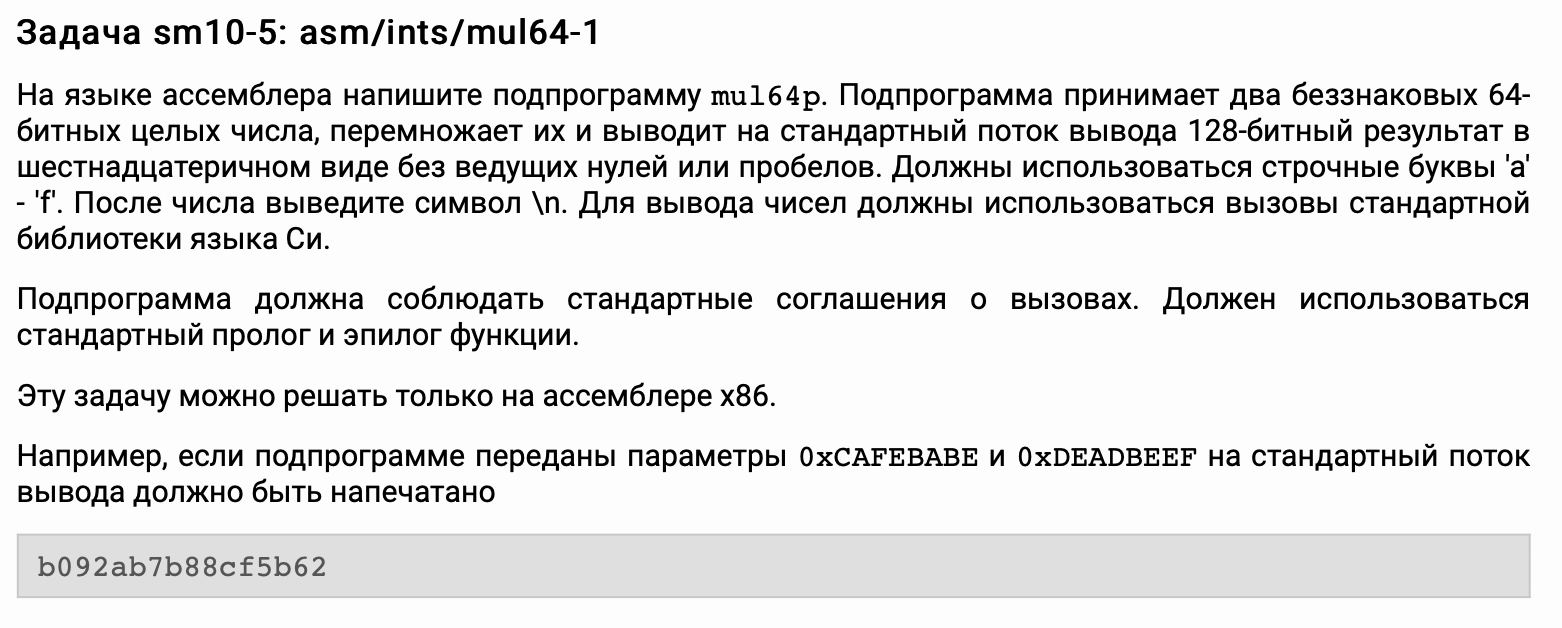 Задача sm10-5: asm/ints/mul64-1
На языке ассемблера напишите подпрограмму mul64p. Подпрограмма принимает два беззнаковых 64-
битных целых числа, перемножает их и выводит на стандартный поток вывода 128-битный результат в
шестнадцатеричном виде без ведущих нулей или пробелов. Должны использоваться строчные буквы 'a'
- 'f'. После числа выведите символ \n. Для вывода чисел должны использоваться вызовы стандартной
библиотеки языка Си.
Подпрограмма должна соблюдать стандартные соглашения о вызовах. Должен использоваться
стандартный пролог и эпилог функции.
Эту задачу можно решать только на ассемблере x86.
Например, если подпрограмме переданы параметры 0xCAFEBABE и 0xDEADBEEF на стандартный поток
вывода должно быть напечатано
b092ab7b88cf5b62